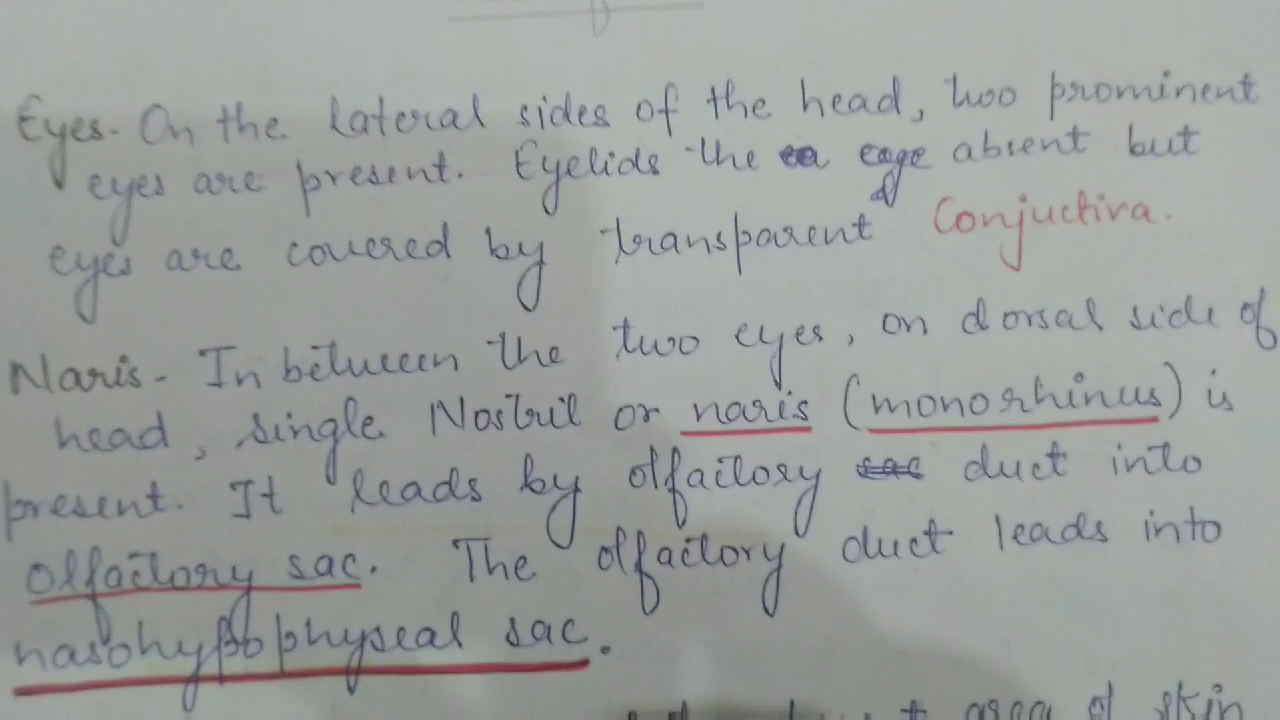 Eyes- On the lateral sides of the head, two prominent
eyes are present. Eyelids the eage absent but
eyes are covered by transparent Conjuctiva.
Naris- In between the two eyes, on dorsal side of
head, single Nostril or naris (monorhinus) is
present. It leads by olfactory sac duct into
olfactory sac. The olfactory duct leads into
nasohypophyseal sac.
area of skin